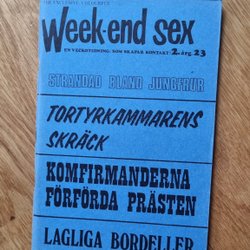 Week-end sex
EN VECKOTIDNING SOM SKAPAR KONTAKT 2. årg. 23
STRANDAD BLAND JUNGFRUR
TORTYRKAMMARENS
SKRÄCK
KOMFIRMANDERNA
FÖRFÖRDA PRÄSTEN
LAGLIGA BORDELLER